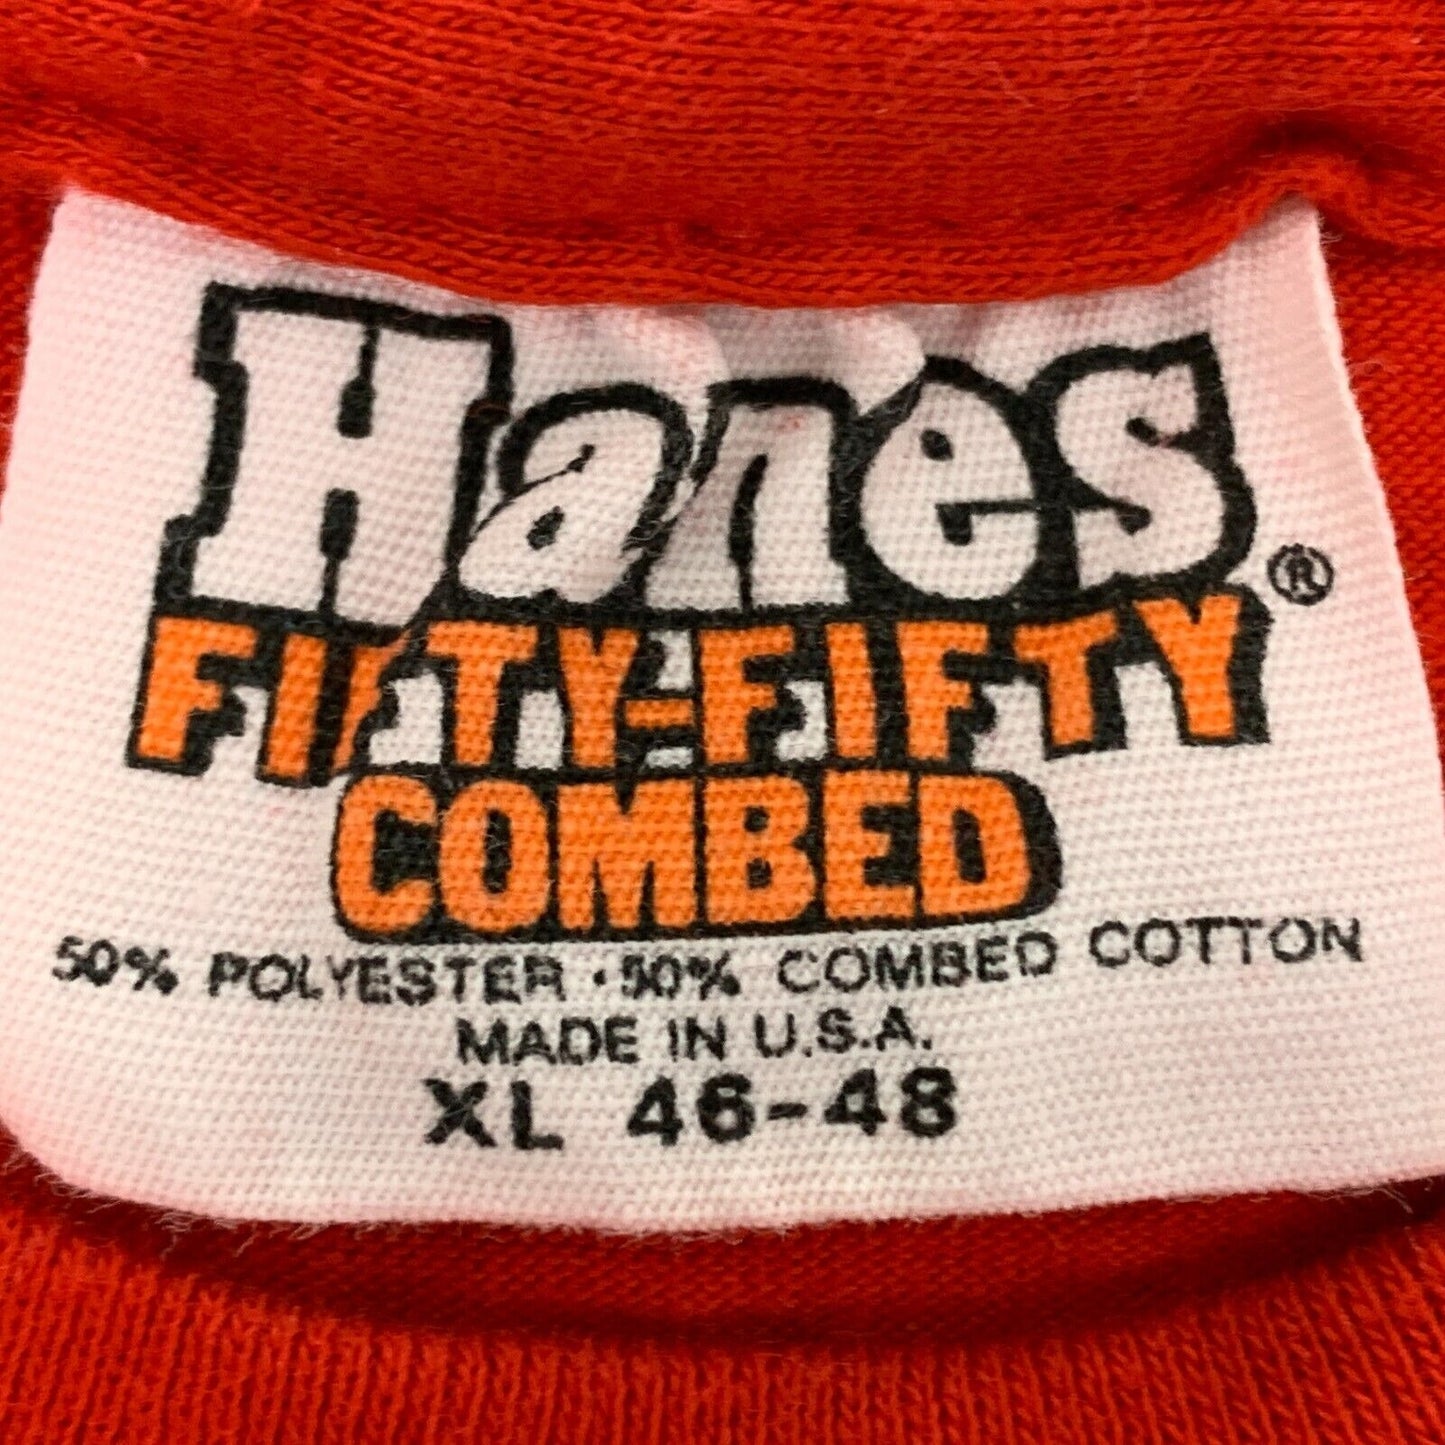 Hanes®
FIFTY-FIFTY
COMBED
50% POLYESTER · 50% COMBED COTTON
MADE IN U.S.A.
XL 46-48